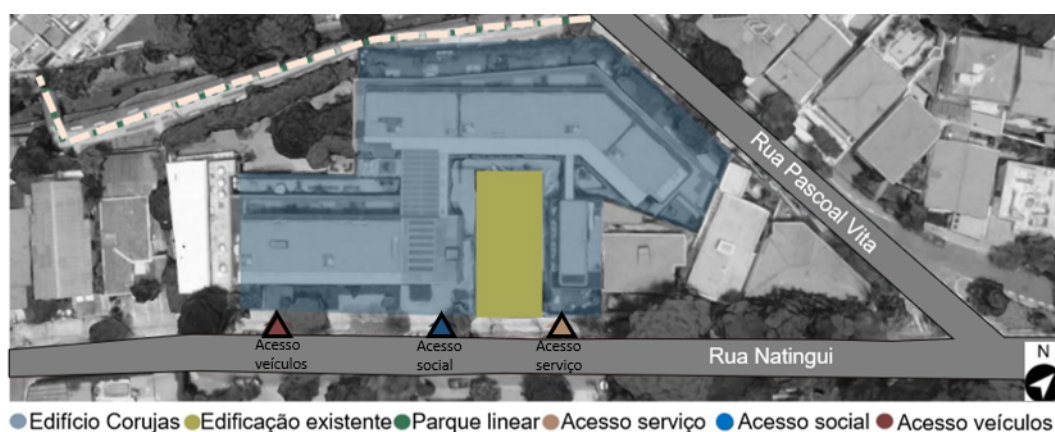 Rua Pascoal Vita
Acesso
veículos
Acesso
social
Acesso
serviço
Rua Natingui
N
Edifício Corujas Edificação existente Parque linear Acesso serviço Acesso social Acesso veículos